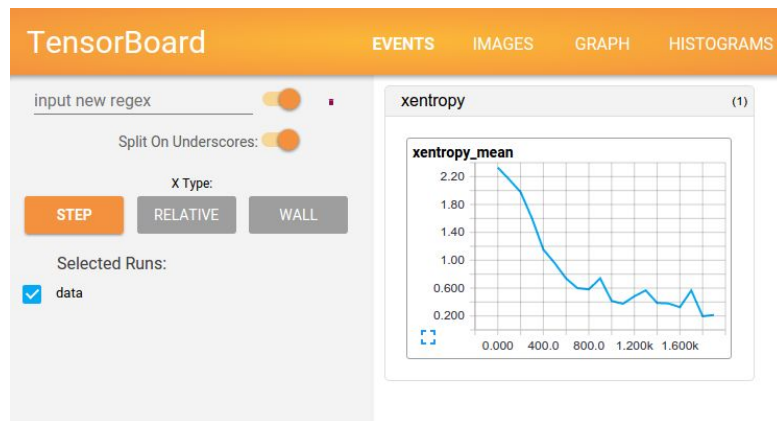 TensorBoard
EVENTS IMAGES GRAPH HISTOGRAMS
input new regex
Split On Underscores:
X Type:
STEP RELATIVE WALL
Selected Runs:
data
xentropy (1)
xentropy_mean
2.20
1.80
1.40
1.00
0.600
0.200
0.000 400.0 800.0 1.200k 1.600k